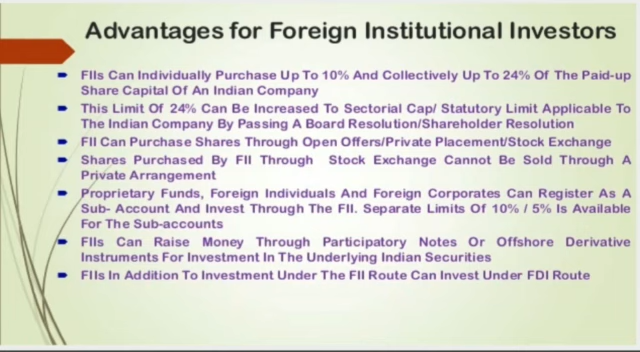 Advantages for Foreign Institutional Investors
FIIs Can Individually Purchase Up To 10% And Collectively Up To 24% Of The Paid-up
Share Capital Of An Indian Company
This Limit Of 24% Can Be Increased To Sectorial Cap/ Statutory Limit Applicable To
The Indian Company By Passing A Board Resolution/Shareholder Resolution
FII Can Purchase Shares Through Open Offers/Private Placement/Stock Exchange
Shares Purchased By FII Through Stock Exchange Cannot Be Sold Through A
Private Arrangement
Proprietary Funds, Foreign Individuals And Foreign Corporates Can Register As A
Sub- Account And Invest Through The FII. Separate Limits Of 10% / 5% Is Available
For The Sub-accounts
FIIs Can Raise Money Through Participatory Notes Or Offshore Derivative
Instruments For Investment In The Underlying Indian Securities
FIIs In Addition To Investment Under The FII Route Can Invest Under FDI Route